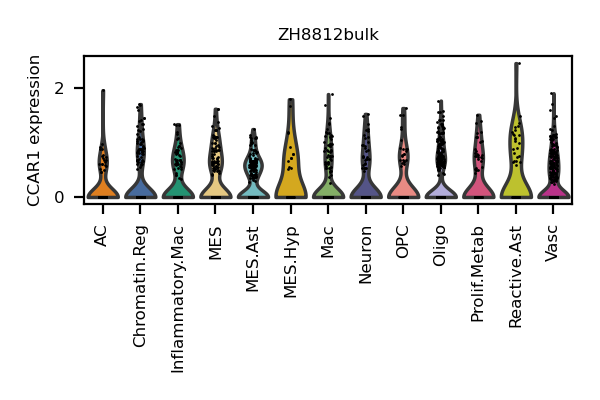 ZH8812bulk
CCAR1 expression
2
0
AC
Chromatin.Reg
Inflammatory.Mac
MES
MES.Ast
MES.Hyp
Mac
Neuron
OPC
Oligo
Prolif.Metab
Reactive.Ast
Vasc